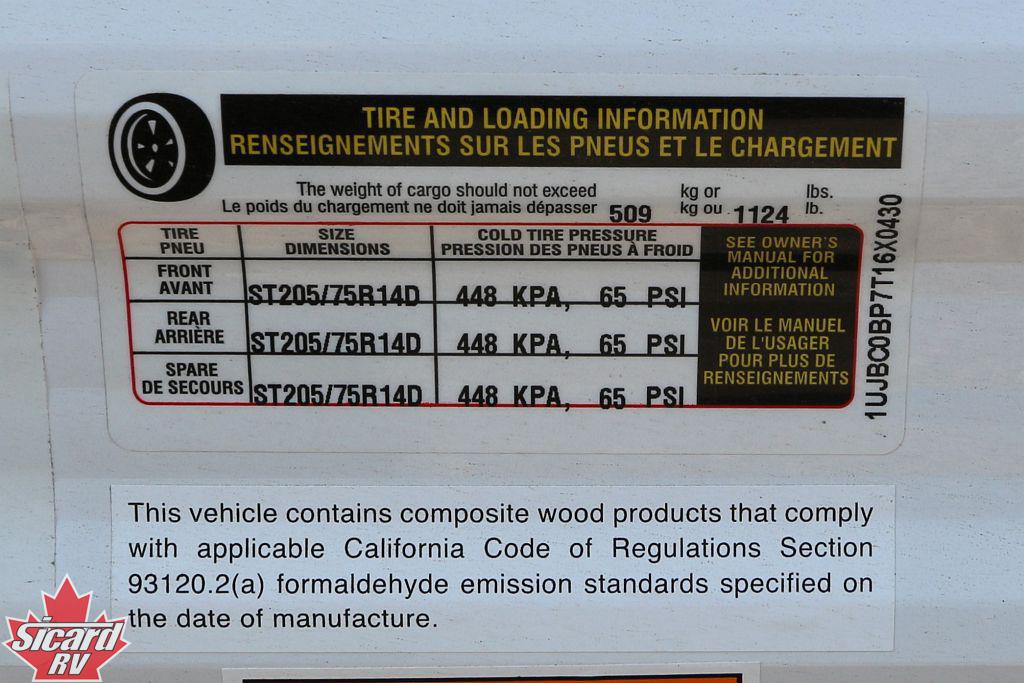 TIRE AND LOADING INFORMATION
RENSEIGNEMENTS SUR LES PNEUS ET LE CHARGEMENT
The weight of cargo should not exceed kg or lbs.
Le poids du chargement ne doit jamais dépasser 509 kg ou 1124 lb.
TIRE SIZE COLD TIRE PRESSURE
PNEU DIMENSIONS PRESSION DES PNEUS À FROID
FRONT
AVANT ST205/75R14D 448 KPA, 65 PSI
REAR
ARRIÈRE ST205/75R14D 448 KPA, 65 PSI
SPARE
DE SECOURS ST205/75R14D 448 KPA, 65 PSI
SEE OWNER'S
MANUAL FOR
ADDITIONAL
INFORMATION
VOIR LE MANUEL
DE L'USAGER
POUR PLUS DE
RENSEIGNEMENTS
1UJBC0BP7T16X0430
This vehicle contains composite wood products that comply
with applicable California Code of Regulations Section
93120.2(a) formaldehyde emission standards specified on
the date of manufacture.
Sicard
RV